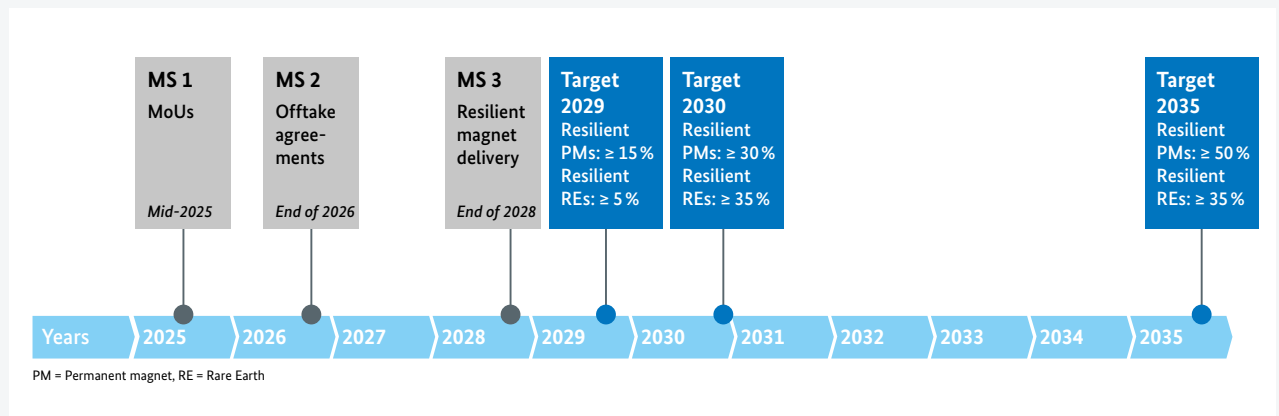 MS 1
MoUs
Mid-2025
MS 2
Offtake
agree-
ments
End of 2026
MS 3
Resilient
magnet
delivery
End of 2028
Target
2029
Resilient
PMs: ≥ 15 %
Resilient
REs: ≥ 5 %
Target
2030
Resilient
PMs: ≥ 30 %
Resilient
REs: ≥ 35 %
Target
2035
Resilient
PMs: ≥ 50 %
Resilient
REs: ≥ 35 %
Years 2025 2026 2027 2028 2029 2030 2031 2032 2033 2034 2035
PM = Permanent magnet, RE = Rare Earth